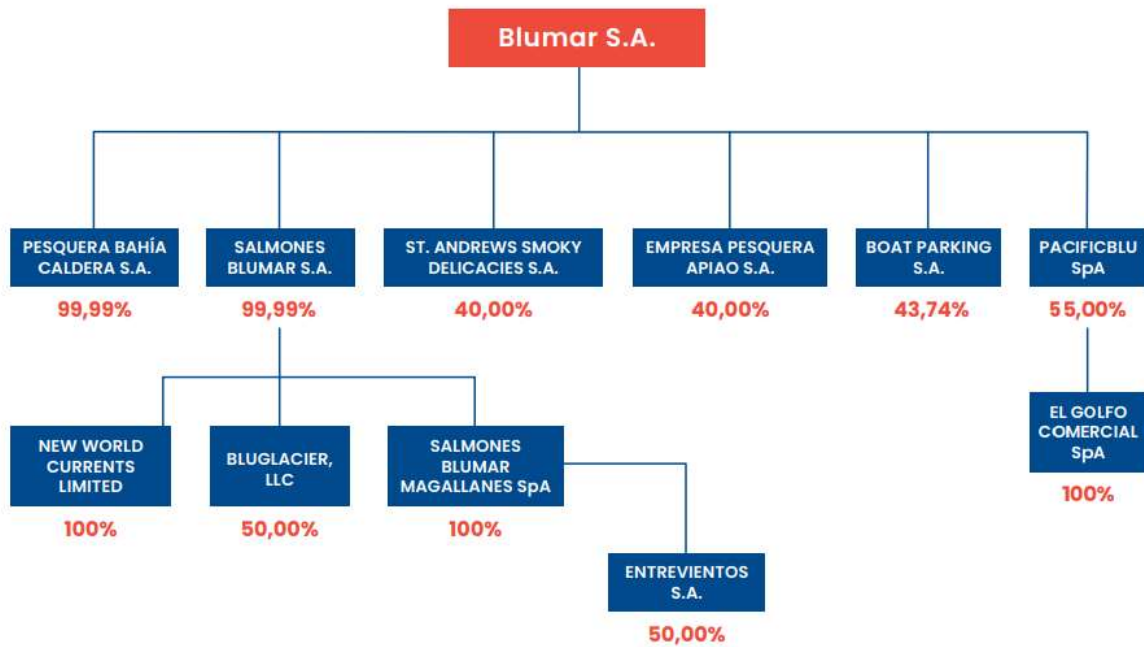 Blumar S.A.
PESQUERA BAHÍA
CALDERA S.A.
99,99%
SALMONES
BLUMAR S.A.
99,99%
ST. ANDREWS SMOKY
DELICACIES S.A.
40,00%
EMPRESA PESQUERA
APIAO S.A.
40,00%
BOAT PARKING
S.A.
43,74%
PACIFICBLU
SpA
55,00%
NEW WORLD
CURRENTS
LIMITED
100%
BLUGLACIER,
LLC
50,00%
SALMONES
BLUMAR
MAGALLANES SpA
100%
EL GOLFO
COMERCIAL
SpA
100%
ENTREVIENTOS
S.A.
50,00%